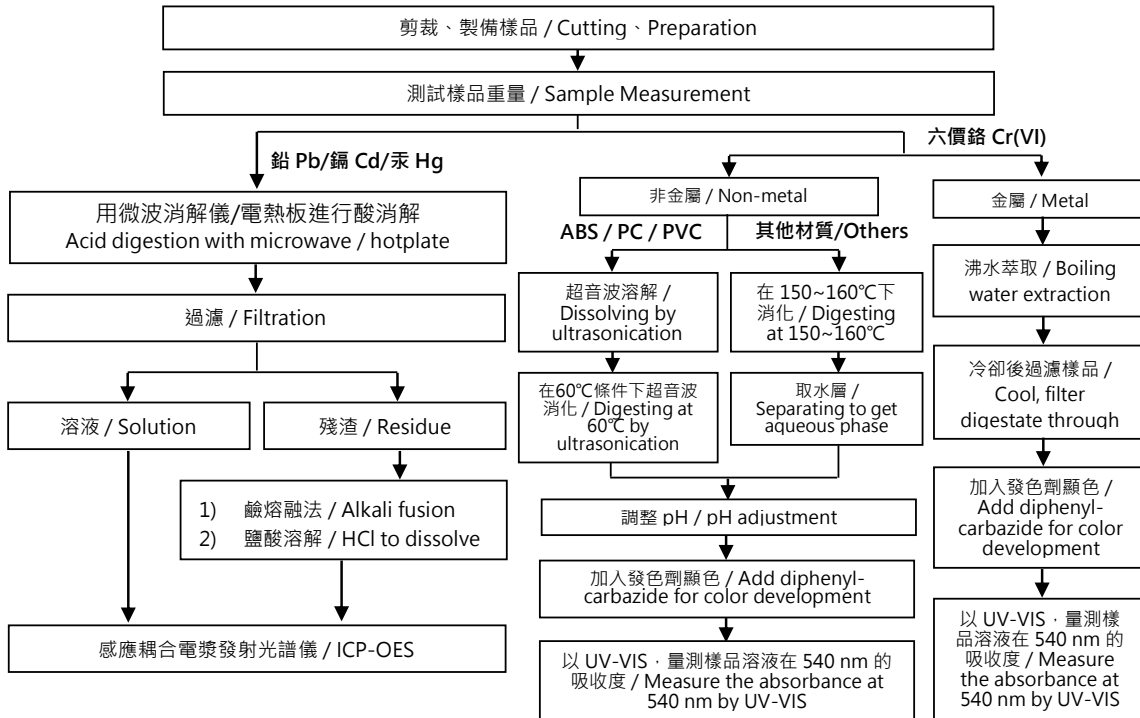 剪裁、製備樣品 / Cutting、Preparation
測試樣品重量 / Sample Measurement
鉛 Pb/鎘 Cd/汞 Hg
六價鉻 Cr(VI)
用微波消解儀/電熱板進行酸消解
Acid digestion with microwave / hotplate
過濾 / Filtration
溶液 / Solution
殘渣 / Residue
1) 鹼熔融法 / Alkali fusion
2) 鹽酸溶解 / HCl to dissolve
感應耦合電漿發射光譜儀 / ICP-OES
非金屬 / Non-metal
ABS / PC / PVC
其他材質/Others
超音波溶解 /
Dissolving by
ultrasonication
在60℃條件下超音波
消化 / Digesting at
60℃ by
ultrasonication
在 150~160℃下
消化 / Digesting
at 150~160℃
取水層 /
Separating to get
aqueous phase
調整 pH / pH adjustment
加入發色劑顯色 / Add diphenyl-
carbazide for color development
以 UV-VIS，量測樣品溶液在 540 nm 的
吸收度 / Measure the absorbance at
540 nm by UV-VIS
金屬 / Metal
沸水萃取 / Boiling
water extraction
冷卻後過濾樣品 /
Cool, filter
digestate through
加入發色劑顯色 /
Add diphenyl-
carbazide for color
development
以 UV-VIS，量測樣
品溶液在 540 nm 的
吸收度 / Measure
the absorbance at
540 nm by UV-VIS